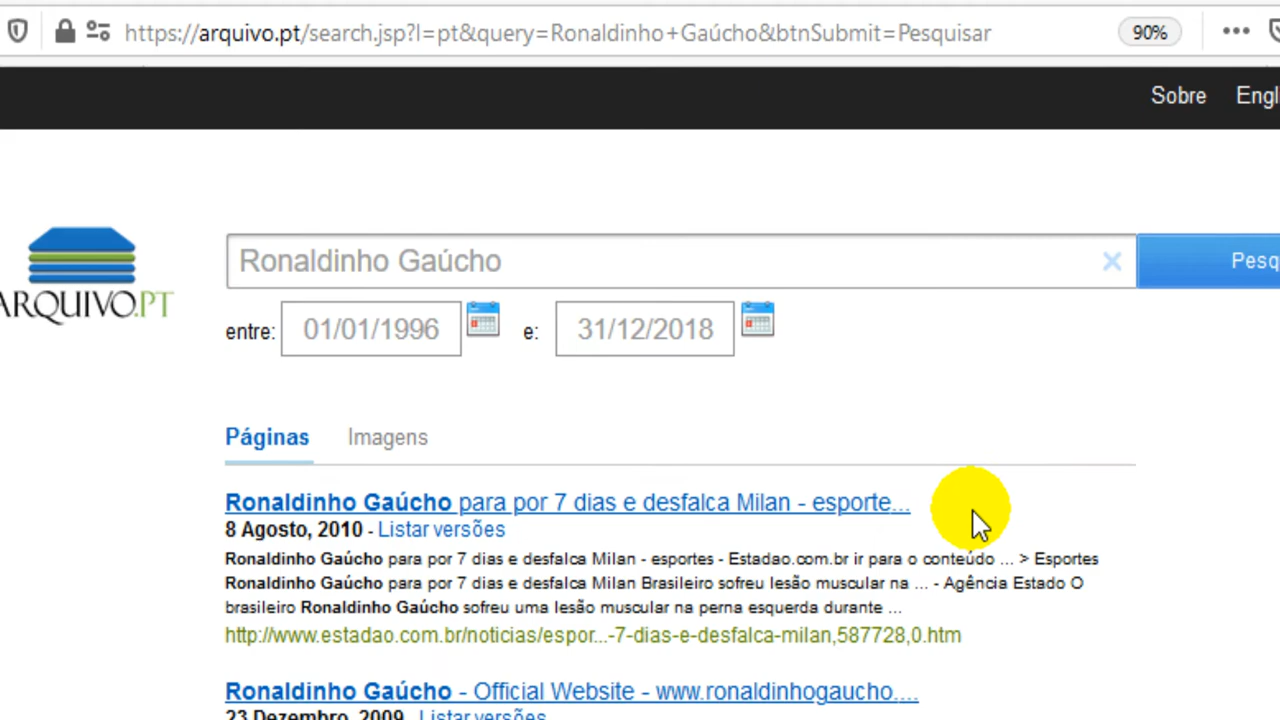 https://arquivo.pt/search.jsp?l=pt&query=Ronaldinho+Gaúcho&btnSubmit=Pesquisar 90%
Sobre Engl
ARQUIVO.PT
Ronaldinho Gaúcho Pesq
entre: 01/01/1996 e: 31/12/2018
Páginas Imagens
Ronaldinho Gaúcho para por 7 dias e desfalca Milan - esporte...
8 Agosto, 2010 - Listar versões
Ronaldinho Gaúcho para por 7 dias e desfalca Milan - esportes - Estadao.com.br ir para o conteúdo ... > Esportes
Ronaldinho Gaúcho para por 7 dias e desfalca Milan Brasileiro sofreu lesão muscular na ... - Agência Estado O
brasileiro Ronaldinho Gaúcho sofreu uma lesão muscular na perna esquerda durante ...
http://www.estadao.com.br/noticias/espor...-7-dias-e-desfalca-milan,587728,0.htm
Ronaldinho Gaúcho - Official Website - www.ronaldinhogaucho....
23 Dezembro, 2009 Listar versões